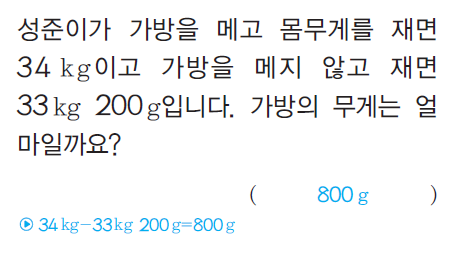 성준이가 가방을 메고 몸무게를 재면
34 kg이고 가방을 메지 않고 재면
33 kg 200 g입니다. 가방의 무게는 얼
마일까요?
( 800 g )
▶ 34 kg−33 kg 200 g=800 g